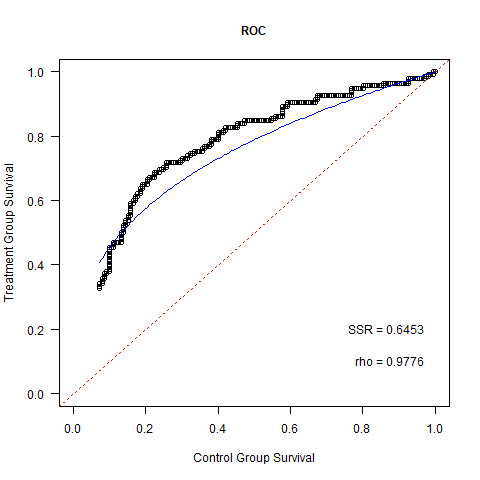 ROC
1.0
0.8
0.6
0.4
0.2
0.0
Treatment Group Survival
SSR = 0.6453
rho = 0.9776
0.0 0.2 0.4 0.6 0.8 1.0
Control Group Survival